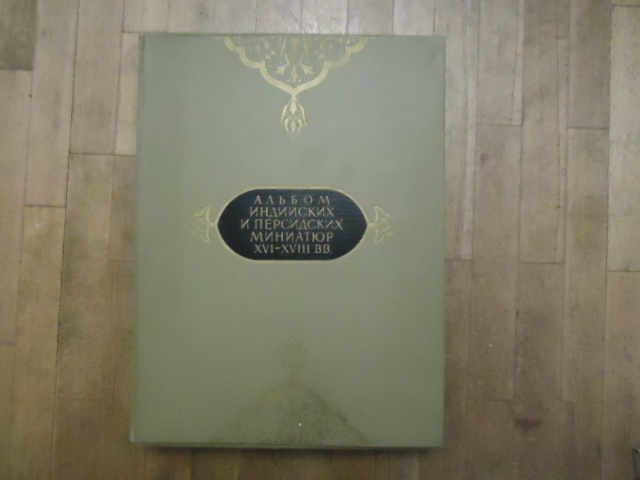 АЛЬБОМ
ИНДИЙСКИХ
И ПЕРСИДСКИХ
МИНИАТЮР
XVI–XVIII ВВ.